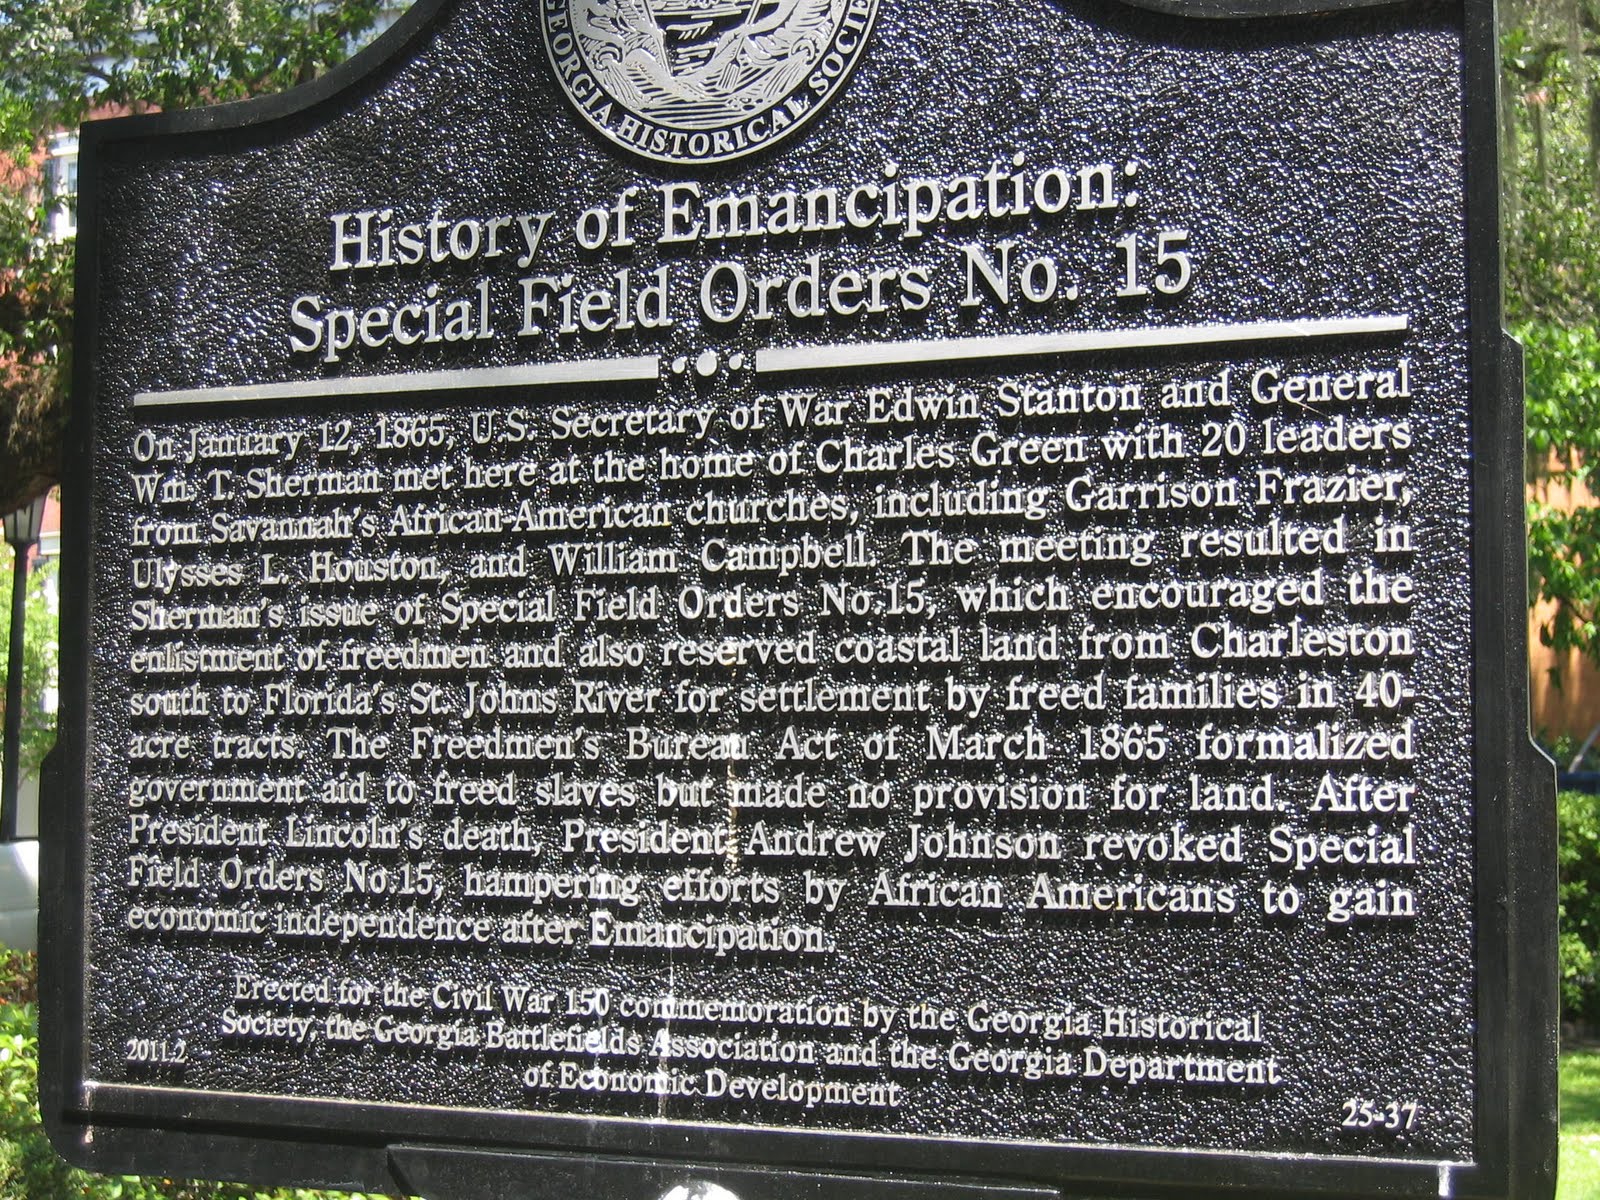 GEORGIA HISTORICAL SOCIE
History of Emancipation:
Special Field Orders No. 15
On January 12, 1865, U.S. Secretary of War Edwin Stanton and General
Wm. T. Sherman met here at the home of Charles Green with 20 leaders
from Savannah's African-American churches, including Garrison Frazier,
Ulysses L. Houston, and William Campbell. The meeting resulted in
Sherman's issue of Special Field Orders No.15, which encouraged the
enlistment of freedmen and also reserved coastal land from Charleston
south to Florida's St. Johns River for settlement by freed families in 40-
acre tracts. The Freedmen's Bureau Act of March 1865 formalized
government aid to freed slaves but made no provision for land. After
President Lincoln's death, President Andrew Johnson revoked Special
Field Orders No.15, hampering efforts by African Americans to gain
economic independence after Emancipation.
Erected for the Civil War 150 commemoration by the Georgia Historical
Society, the Georgia Battlefields Association and the Georgia Department
of Economic Development
2011.2
25-37